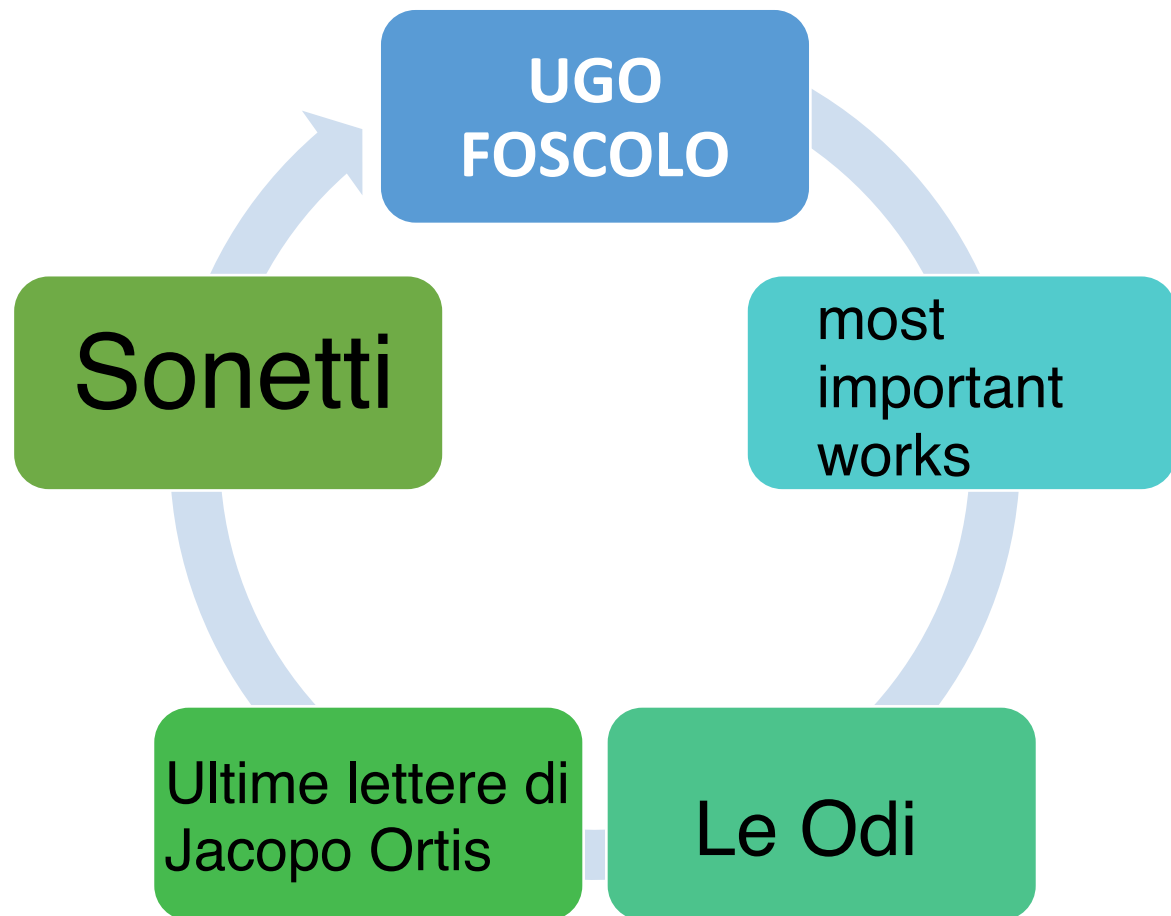 UGO
FOSCOLO
most
important
works
Le Odi
Ultime lettere di
Jacopo Ortis
Sonetti